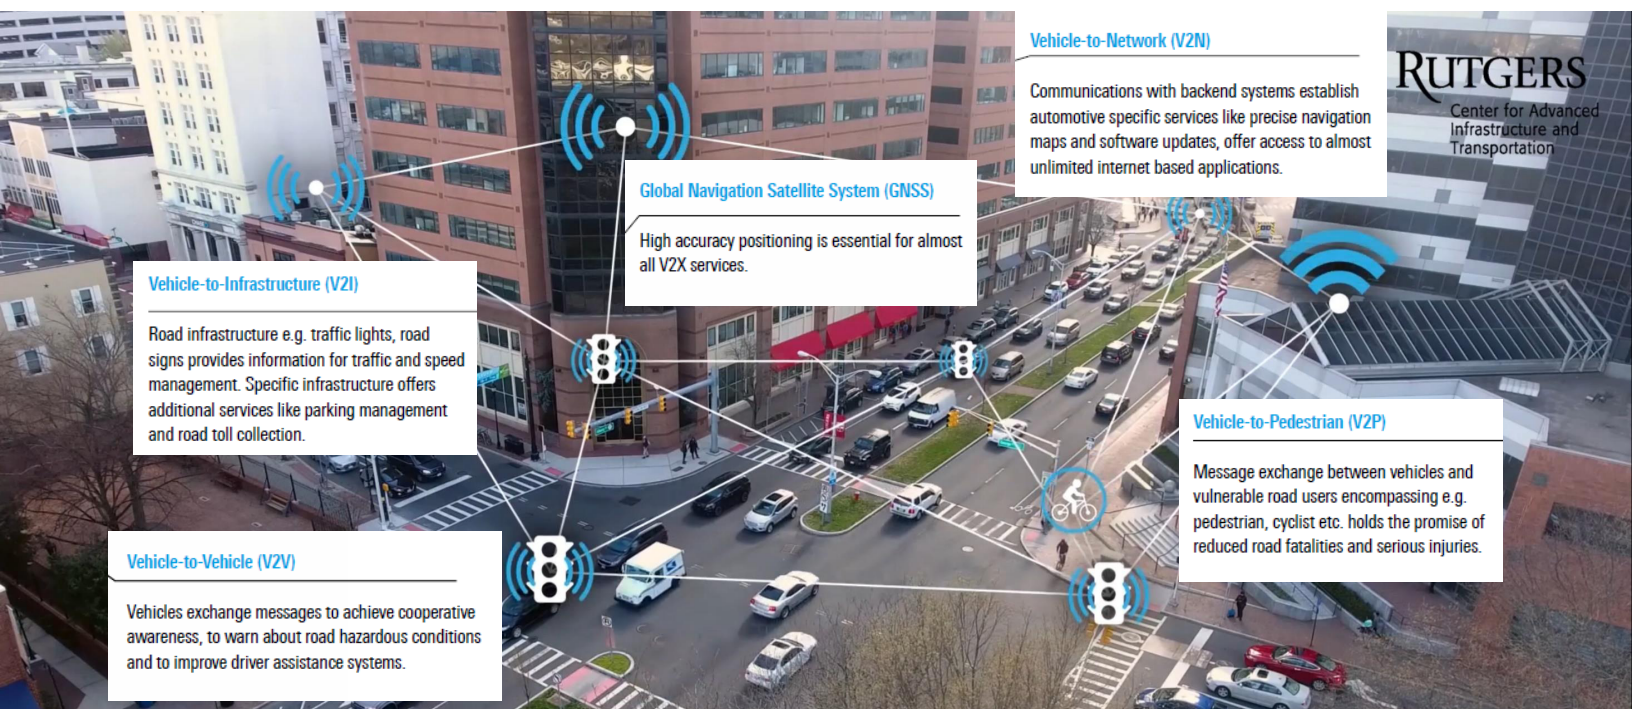 Vehicle-to-Network (V2N)
Communications with backend systems establish
automotive specific services like precise navigation
maps and software updates, offer access to almost
unlimited internet based applications.
RUTGERS
Center for Advanced
Infrastructure and
Transportation
Global Navigation Satellite System (GNSS)
High accuracy positioning is essential for almost
all V2X services.
Vehicle-to-Infrastructure (V2I)
Road infrastructure e.g. traffic lights, road
signs provides information for traffic and speed
management. Specific infrastructure offers
additional services like parking management
and road toll collection.
Vehicle-to-Pedestrian (V2P)
Message exchange between vehicles and
vulnerable road users encompassing e.g.
pedestrian, cyclist etc. holds the promise of
reduced road fatalities and serious injuries.
Vehicle-to-Vehicle (V2V)
Vehicles exchange messages to achieve cooperative
awareness, to warn about road hazardous conditions
and to improve driver assistance systems.